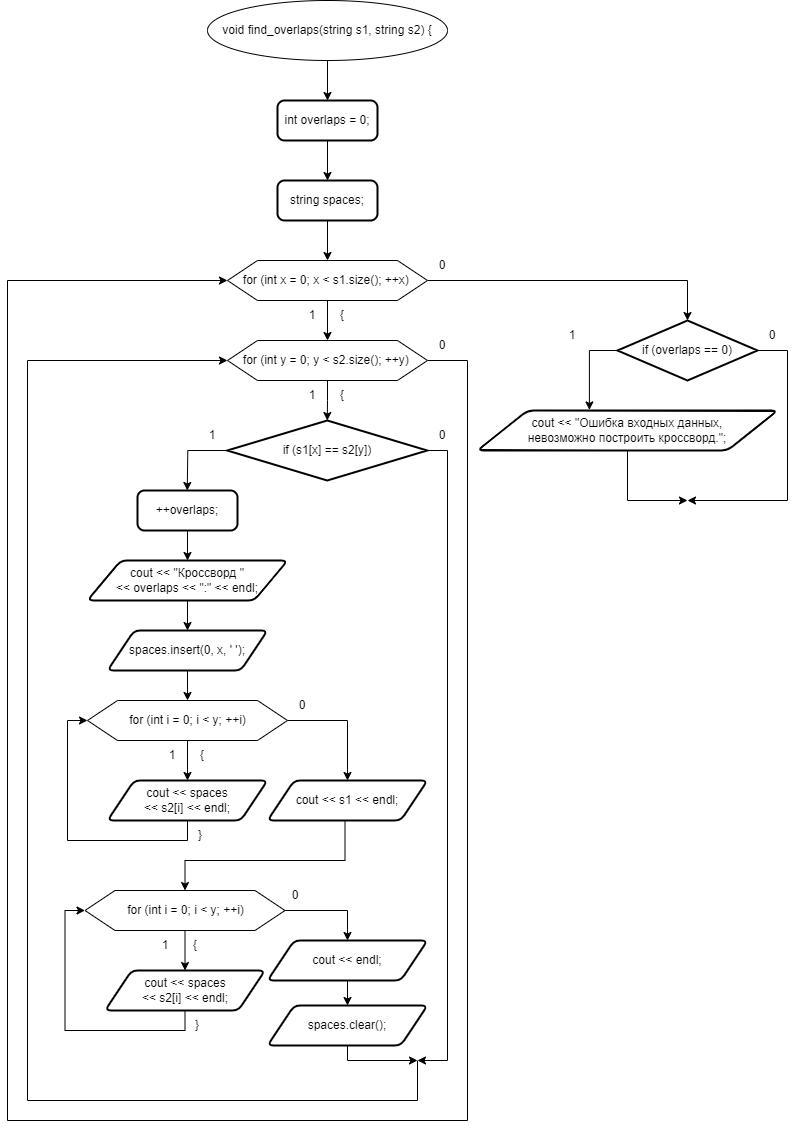 void find_overlaps(string s1, string s2) {
int overlaps = 0;
string spaces;
for (int x = 0; x < s1.size(); ++x)
0
1 {
for (int y = 0; y < s2.size(); ++y)
0
1 {
if (s1[x] == s2[y])
1
0
++overlaps;
cout << "Кроссворд "
<< overlaps << ":" << endl;
spaces.insert(0, x, ' ');
for (int i = 0; i < y; ++i)
0
1 {
cout << spaces
<< s2[i] << endl;
}
cout << s1 << endl;
for (int i = 0; i < y; ++i)
0
1 {
cout << spaces
<< s2[i] << endl;
}
cout << endl;
spaces.clear();
if (overlaps == 0)
1
0
cout << "Ошибка входных данных,
невозможно построить кроссворд.";